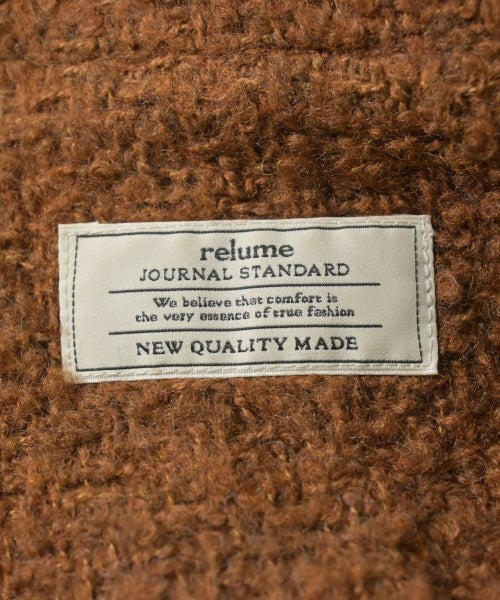 relume
JOURNAL STANDARD
We believe that comfort is
the very essence of true fashion
NEW QUALITY MADE